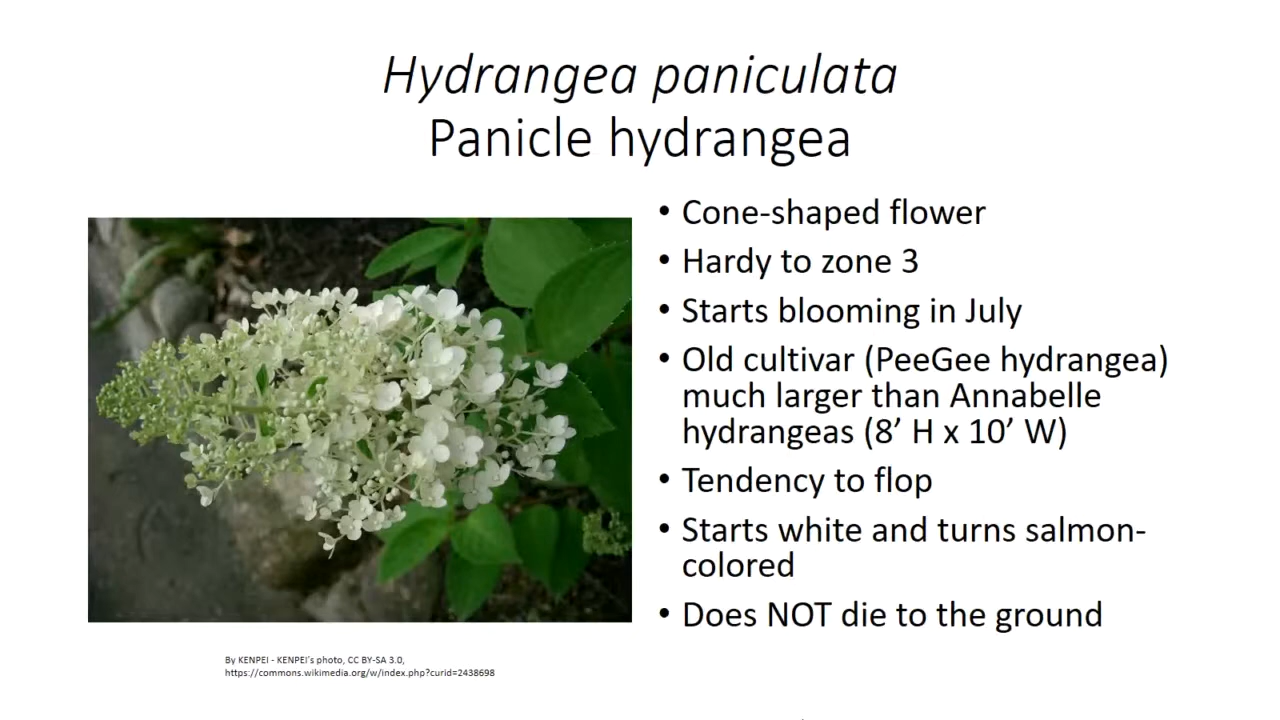 Hydrangea paniculata
Panicle hydrangea
• Cone-shaped flower
• Hardy to zone 3
• Starts blooming in July
• Old cultivar (PeeGee hydrangea)
much larger than Annabelle
hydrangeas (8’ H x 10’ W)
• Tendency to flop
• Starts white and turns salmon-
colored
• Does NOT die to the ground
By KENPEI - KENPEI's photo, CC BY-SA 3.0,
https://commons.wikimedia.org/w/index.php?curid=2438698